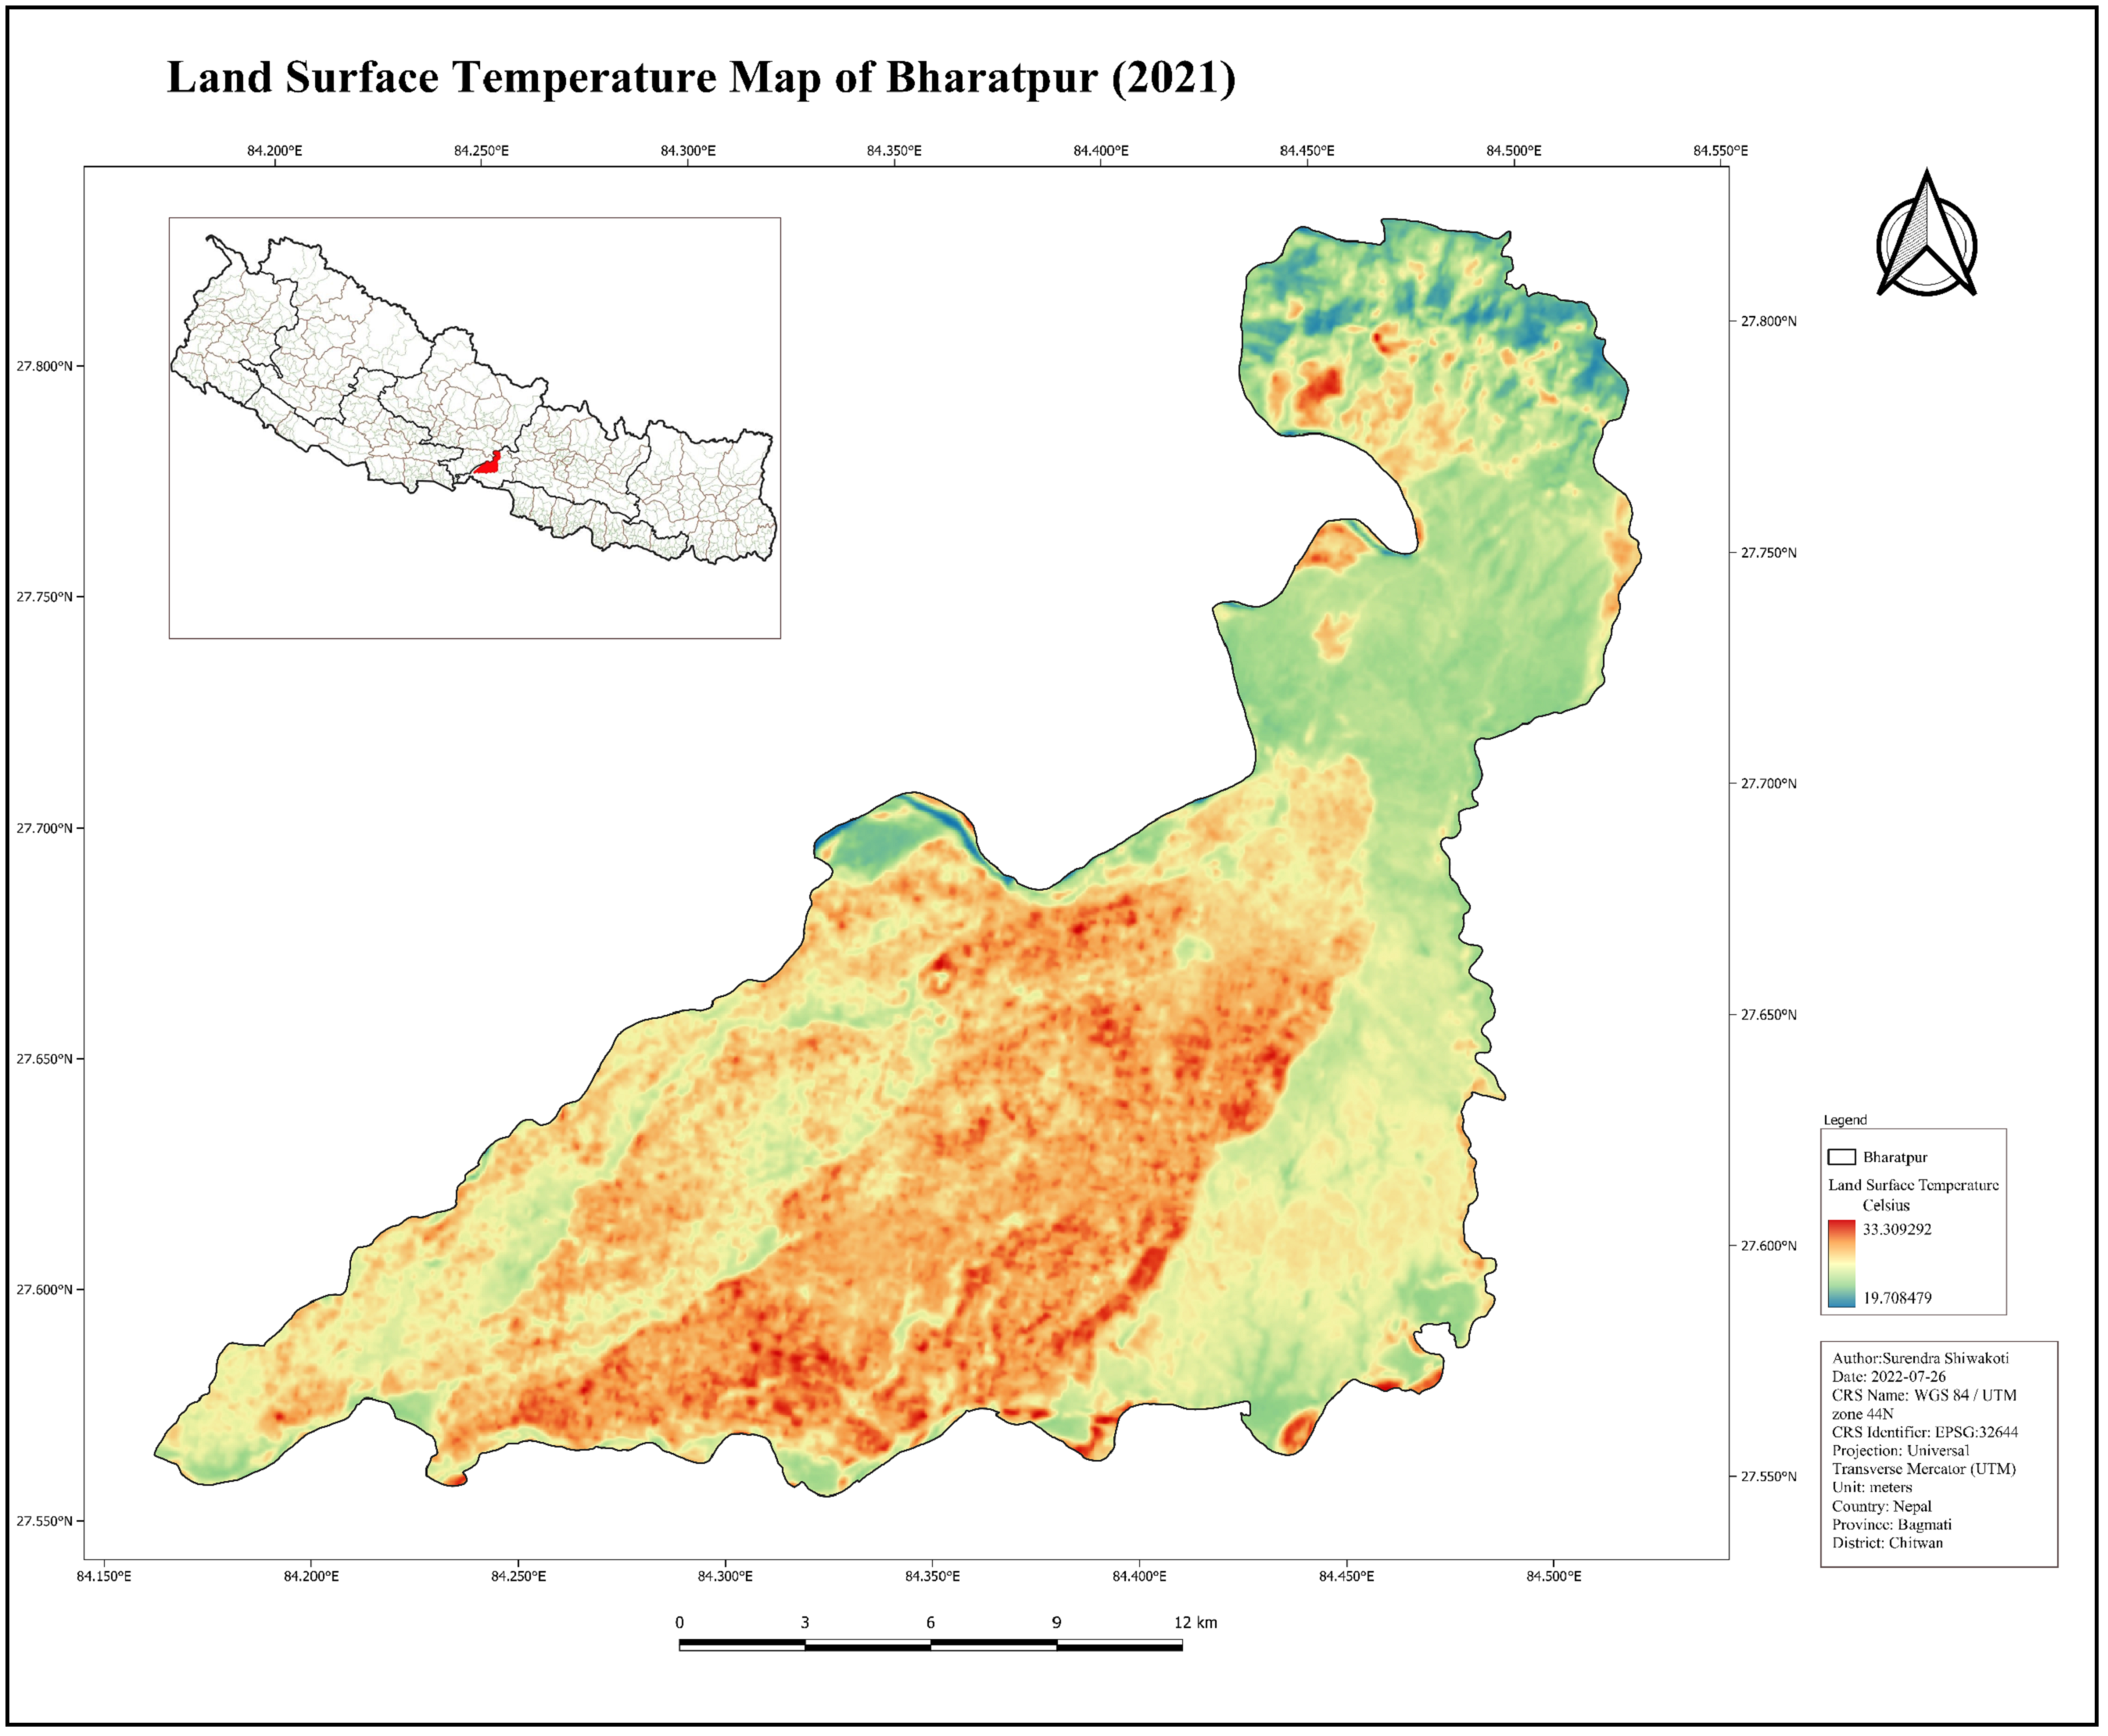 Land Surface Temperature Map of Bharatpur (2021)
84.200°E 84.250°E 84.300°E 84.350°E 84.400°E 84.450°E 84.500°E 84.550°E
27.800°N
27.800°N
27.750°N
27.750°N
27.700°N
27.700°N
27.650°N
27.650°N
27.600°N
27.600°N
27.550°N
27.550°N
84.150°E 84.200°E 84.250°E 84.300°E 84.350°E 84.400°E 84.450°E 84.500°E
0 3 6 9 12 km
Legend
Bharatpur
Land Surface Temperature
Celsius
33.309292
19.708479
Author:Surendra Shiwakoti
Date: 2022-07-26
CRS Name: WGS 84 / UTM
zone 44N
CRS Identifier: EPSG:32644
Projection: Universal
Transverse Mercator (UTM)
Unit: meters
Country: Nepal
Province: Bagmati
District: Chitwan